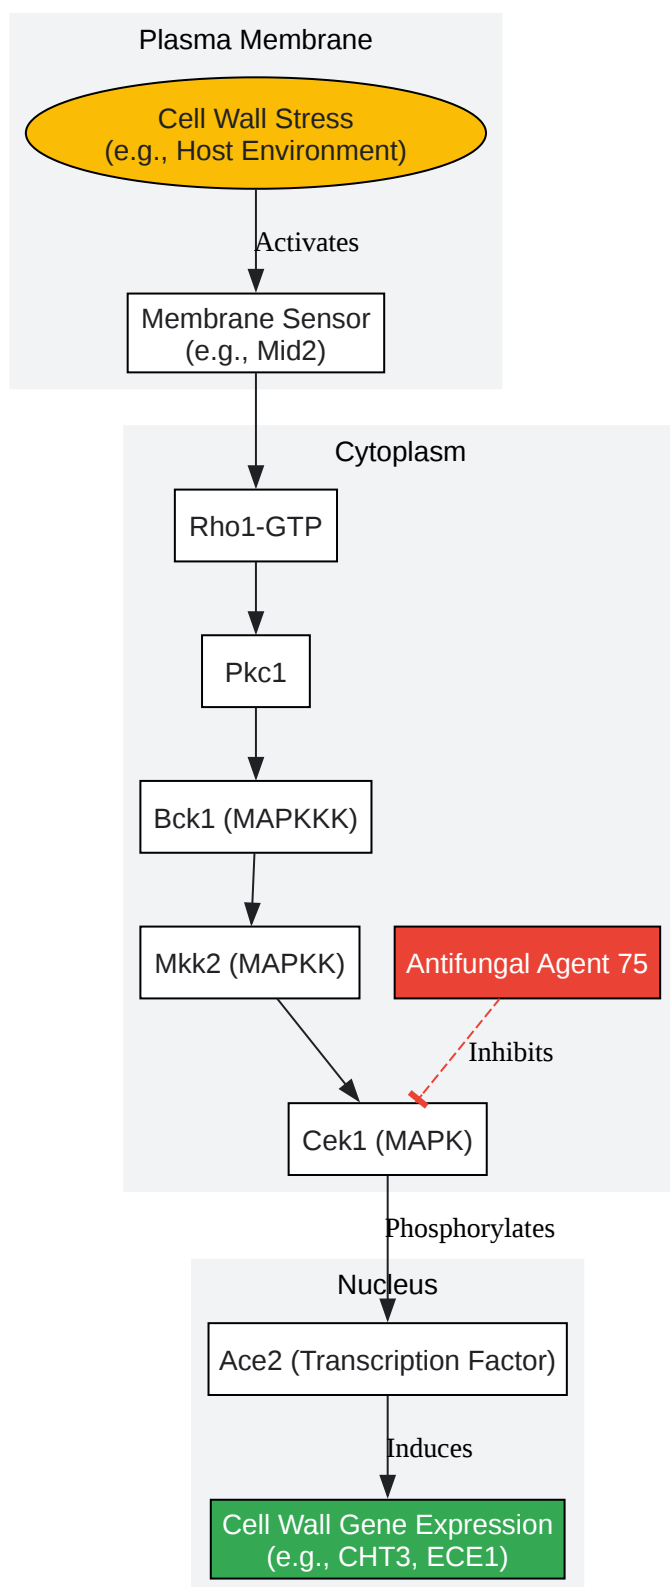 Plasma Membrane
Cell Wall Stress
(e.g., Host Environment)
Activates
Membrane Sensor
(e.g., Mid2)
Cytoplasm
Rho1-GTP
Pkc1
Bck1 (MAPKKK)
Mkk2 (MAPKK)
Antifungal Agent 75
Inhibits
Cek1 (MAPK)
Phosphorylates
Nucleus
Ace2 (Transcription Factor)
Induces
Cell Wall Gene Expression
(e.g., CHT3, ECE1)